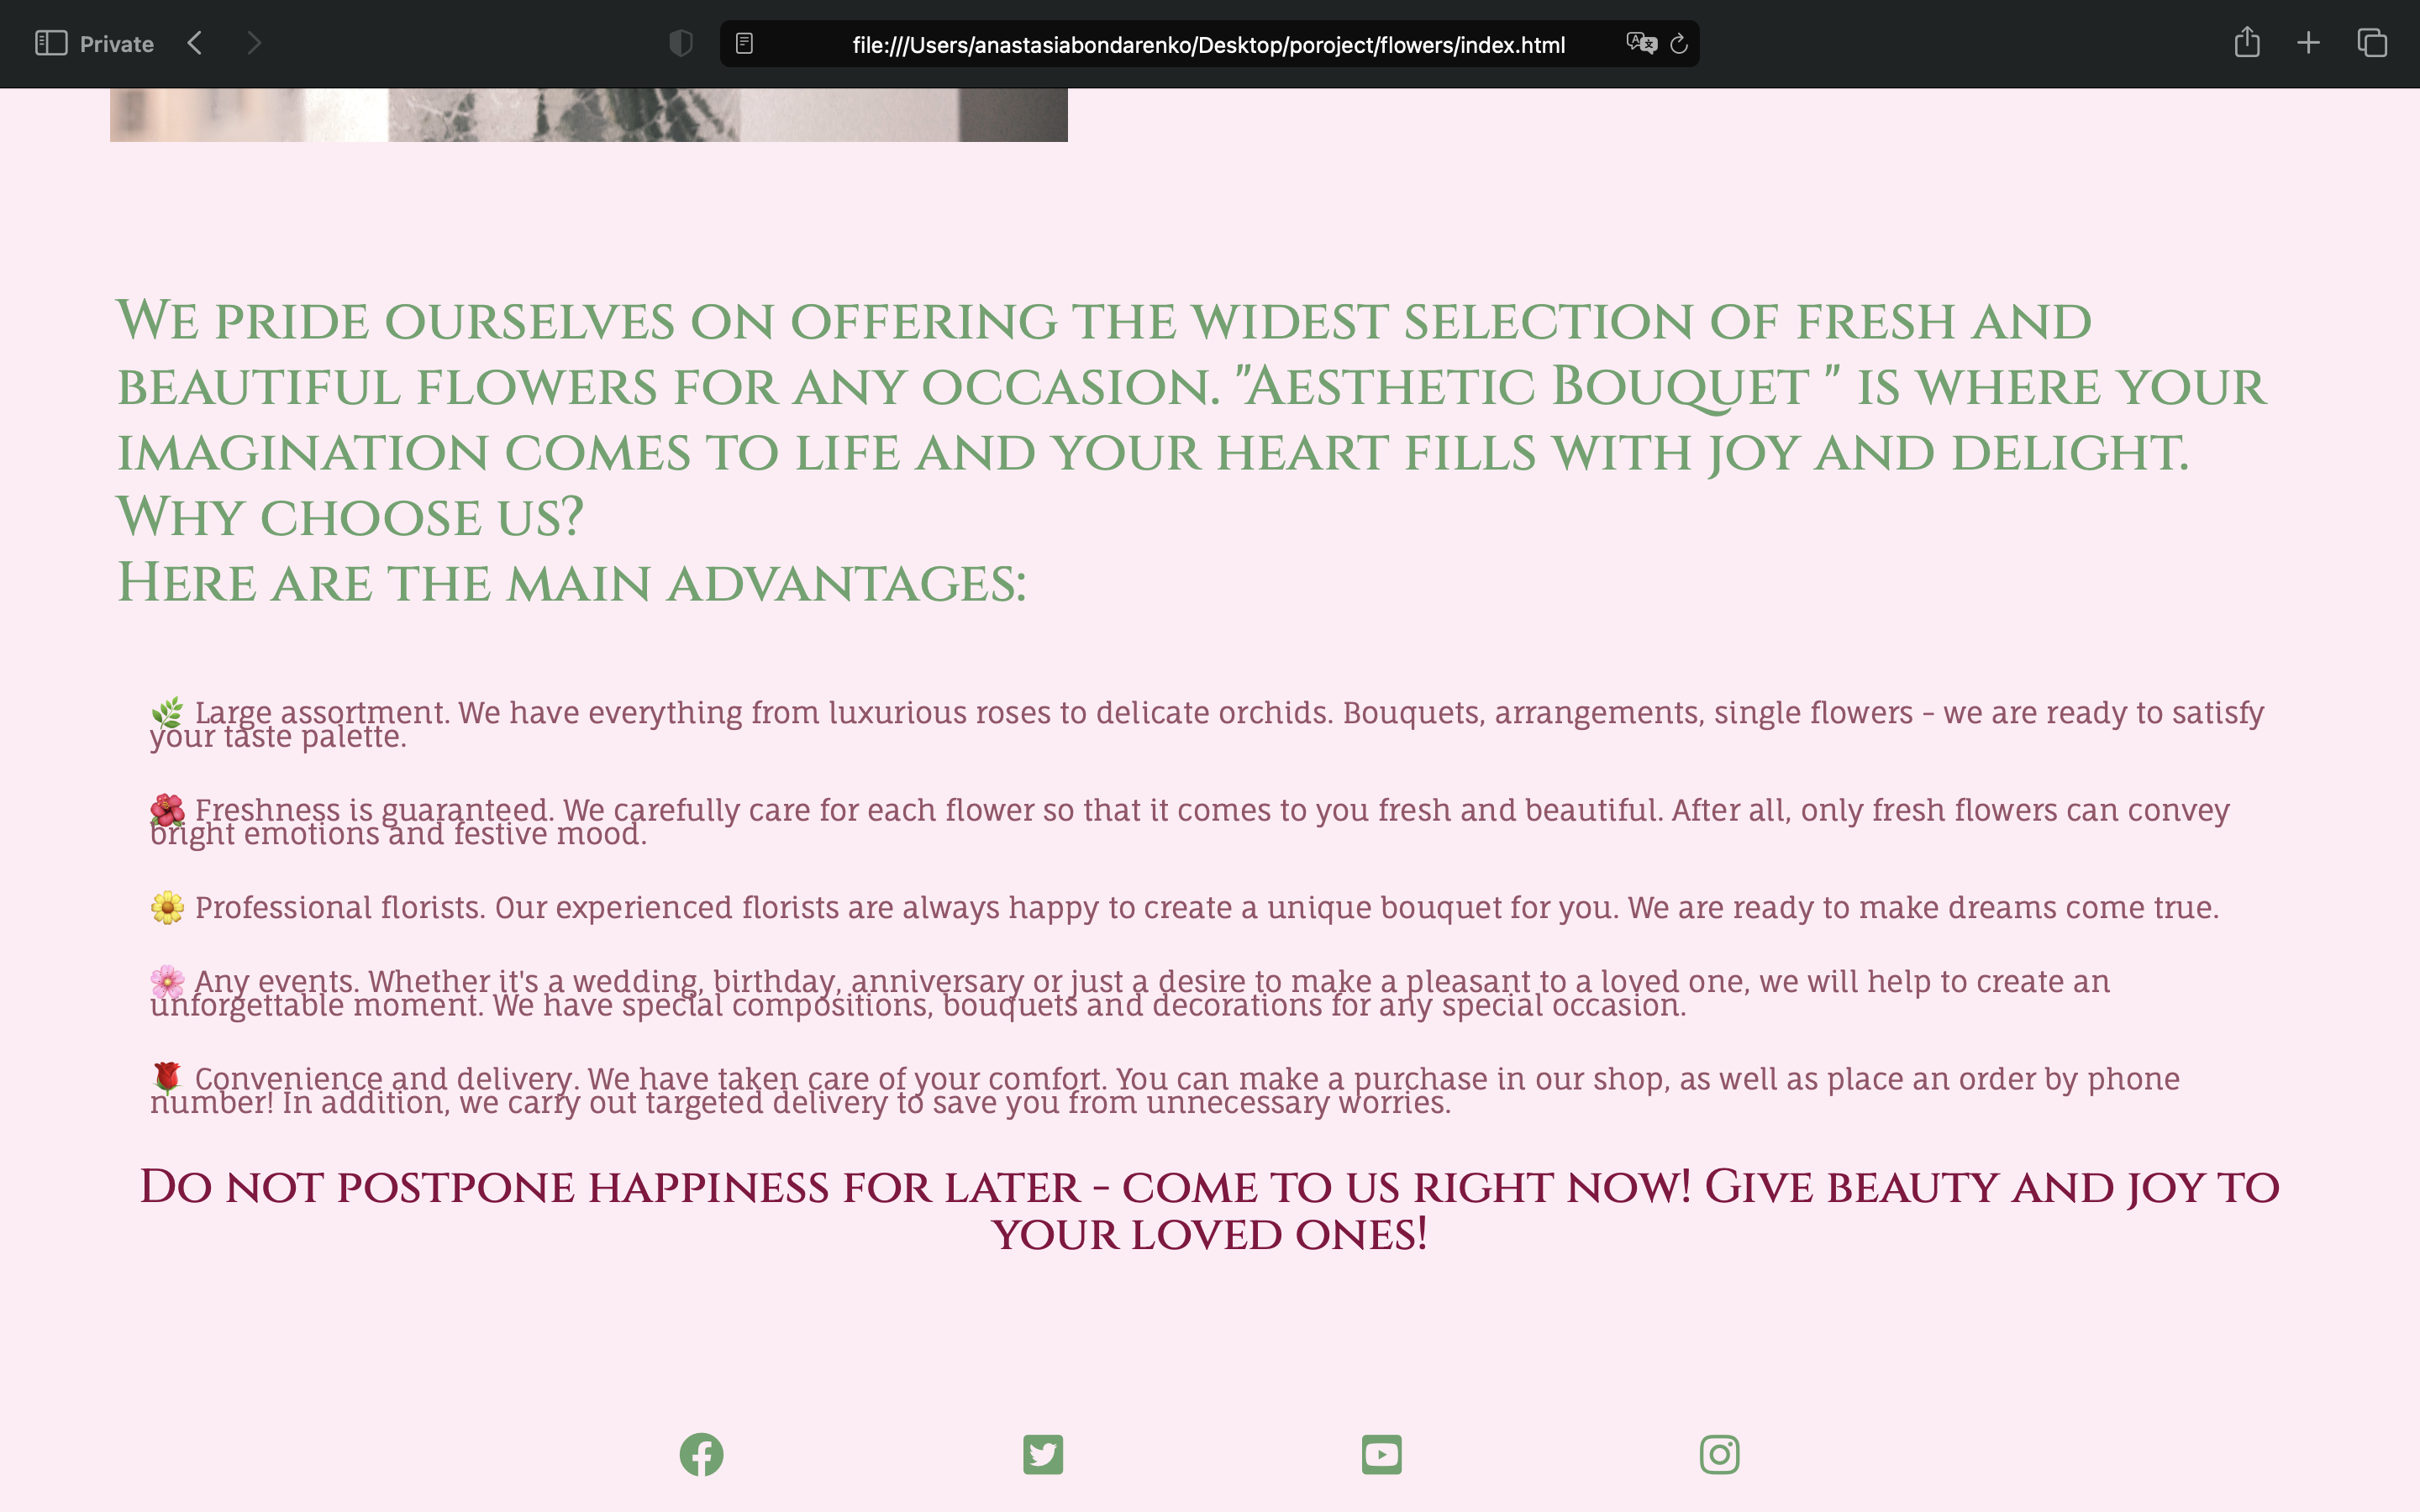 Private
file:///Users/anastasiabondarenko/Desktop/poroject/flowers/index.html
We pride ourselves on offering the widest selection of fresh and
beautiful flowers for any occasion. "Aesthetic Bouquet " is where your
imagination comes to life and your heart fills with joy and delight.
Why choose us?
Here are the main advantages:
🌿 Large assortment. We have everything from luxurious roses to delicate orchids. Bouquets, arrangements, single flowers - we are ready to satisfy
your taste palette.
🌺 Freshness is guaranteed. We carefully care for each flower so that it comes to you fresh and beautiful. After all, only fresh flowers can convey
bright emotions and festive mood.
🌼 Professional florists. Our experienced florists are always happy to create a unique bouquet for you. We are ready to make dreams come true.
🌸 Any events. Whether it's a wedding, birthday, anniversary or just a desire to make a pleasant to a loved one, we will help to create an
unforgettable moment. We have special compositions, bouquets and decorations for any special occasion.
🌹 Convenience and delivery. We have taken care of your comfort. You can make a purchase in our shop, as well as place an order by phone
number! In addition, we carry out targeted delivery to save you from unnecessary worries.
Do not postpone happiness for later - come to us right now! Give beauty and joy to
your loved ones!